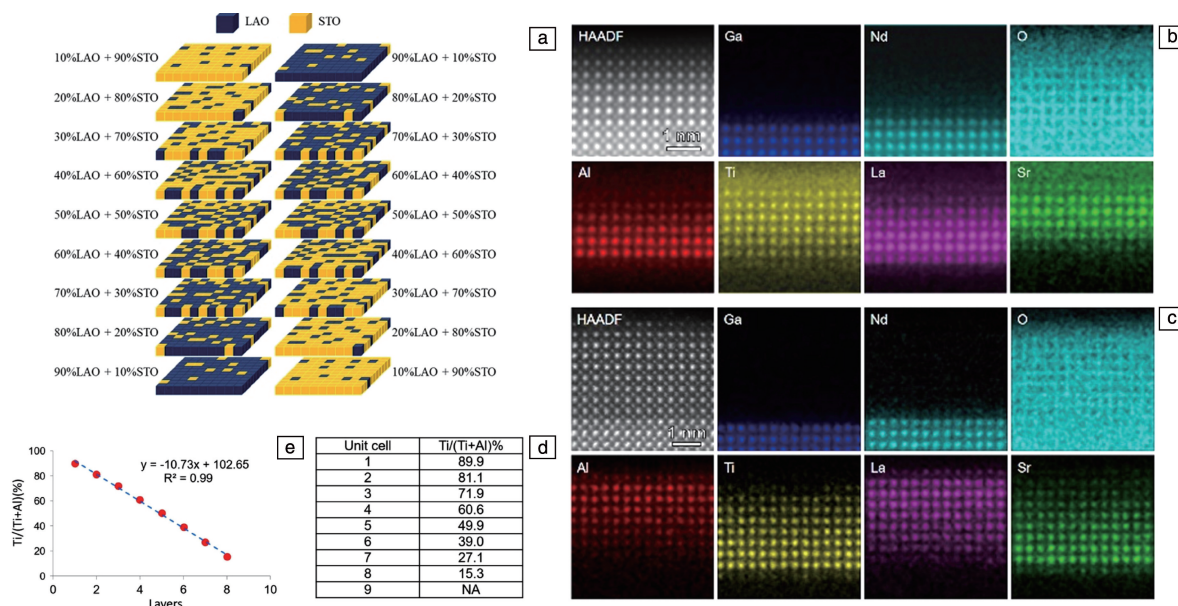 LAO STO
a
10%LAO + 90%STO 90%LAO + 10%STO
20%LAO + 80%STO 80%LAO + 20%STO
30%LAO + 70%STO 70%LAO + 30%STO
40%LAO + 60%STO 60%LAO + 40%STO
50%LAO + 50%STO 50%LAO + 50%STO
60%LAO + 40%STO 40%LAO + 60%STO
70%LAO + 30%STO 30%LAO + 70%STO
80%LAO + 20%STO 20%LAO + 80%STO
90%LAO + 10%STO 10%LAO + 90%STO
b
HAADF Ga Nd O
1 nm
Al Ti La Sr
c
HAADF Ga Nd O
1 nm
Al Ti La Sr
e
Ti/(Ti+Al)(%)
100
80
60
40
20
0
y = -10.73x + 102.65
R² = 0.99
0 2 4 6 8 10
Layers
d
Unit cell Ti/(Ti+Al)%
1 89.9
2 81.1
3 71.9
4 60.6
5 49.9
6 39.0
7 27.1
8 15.3
9 NA